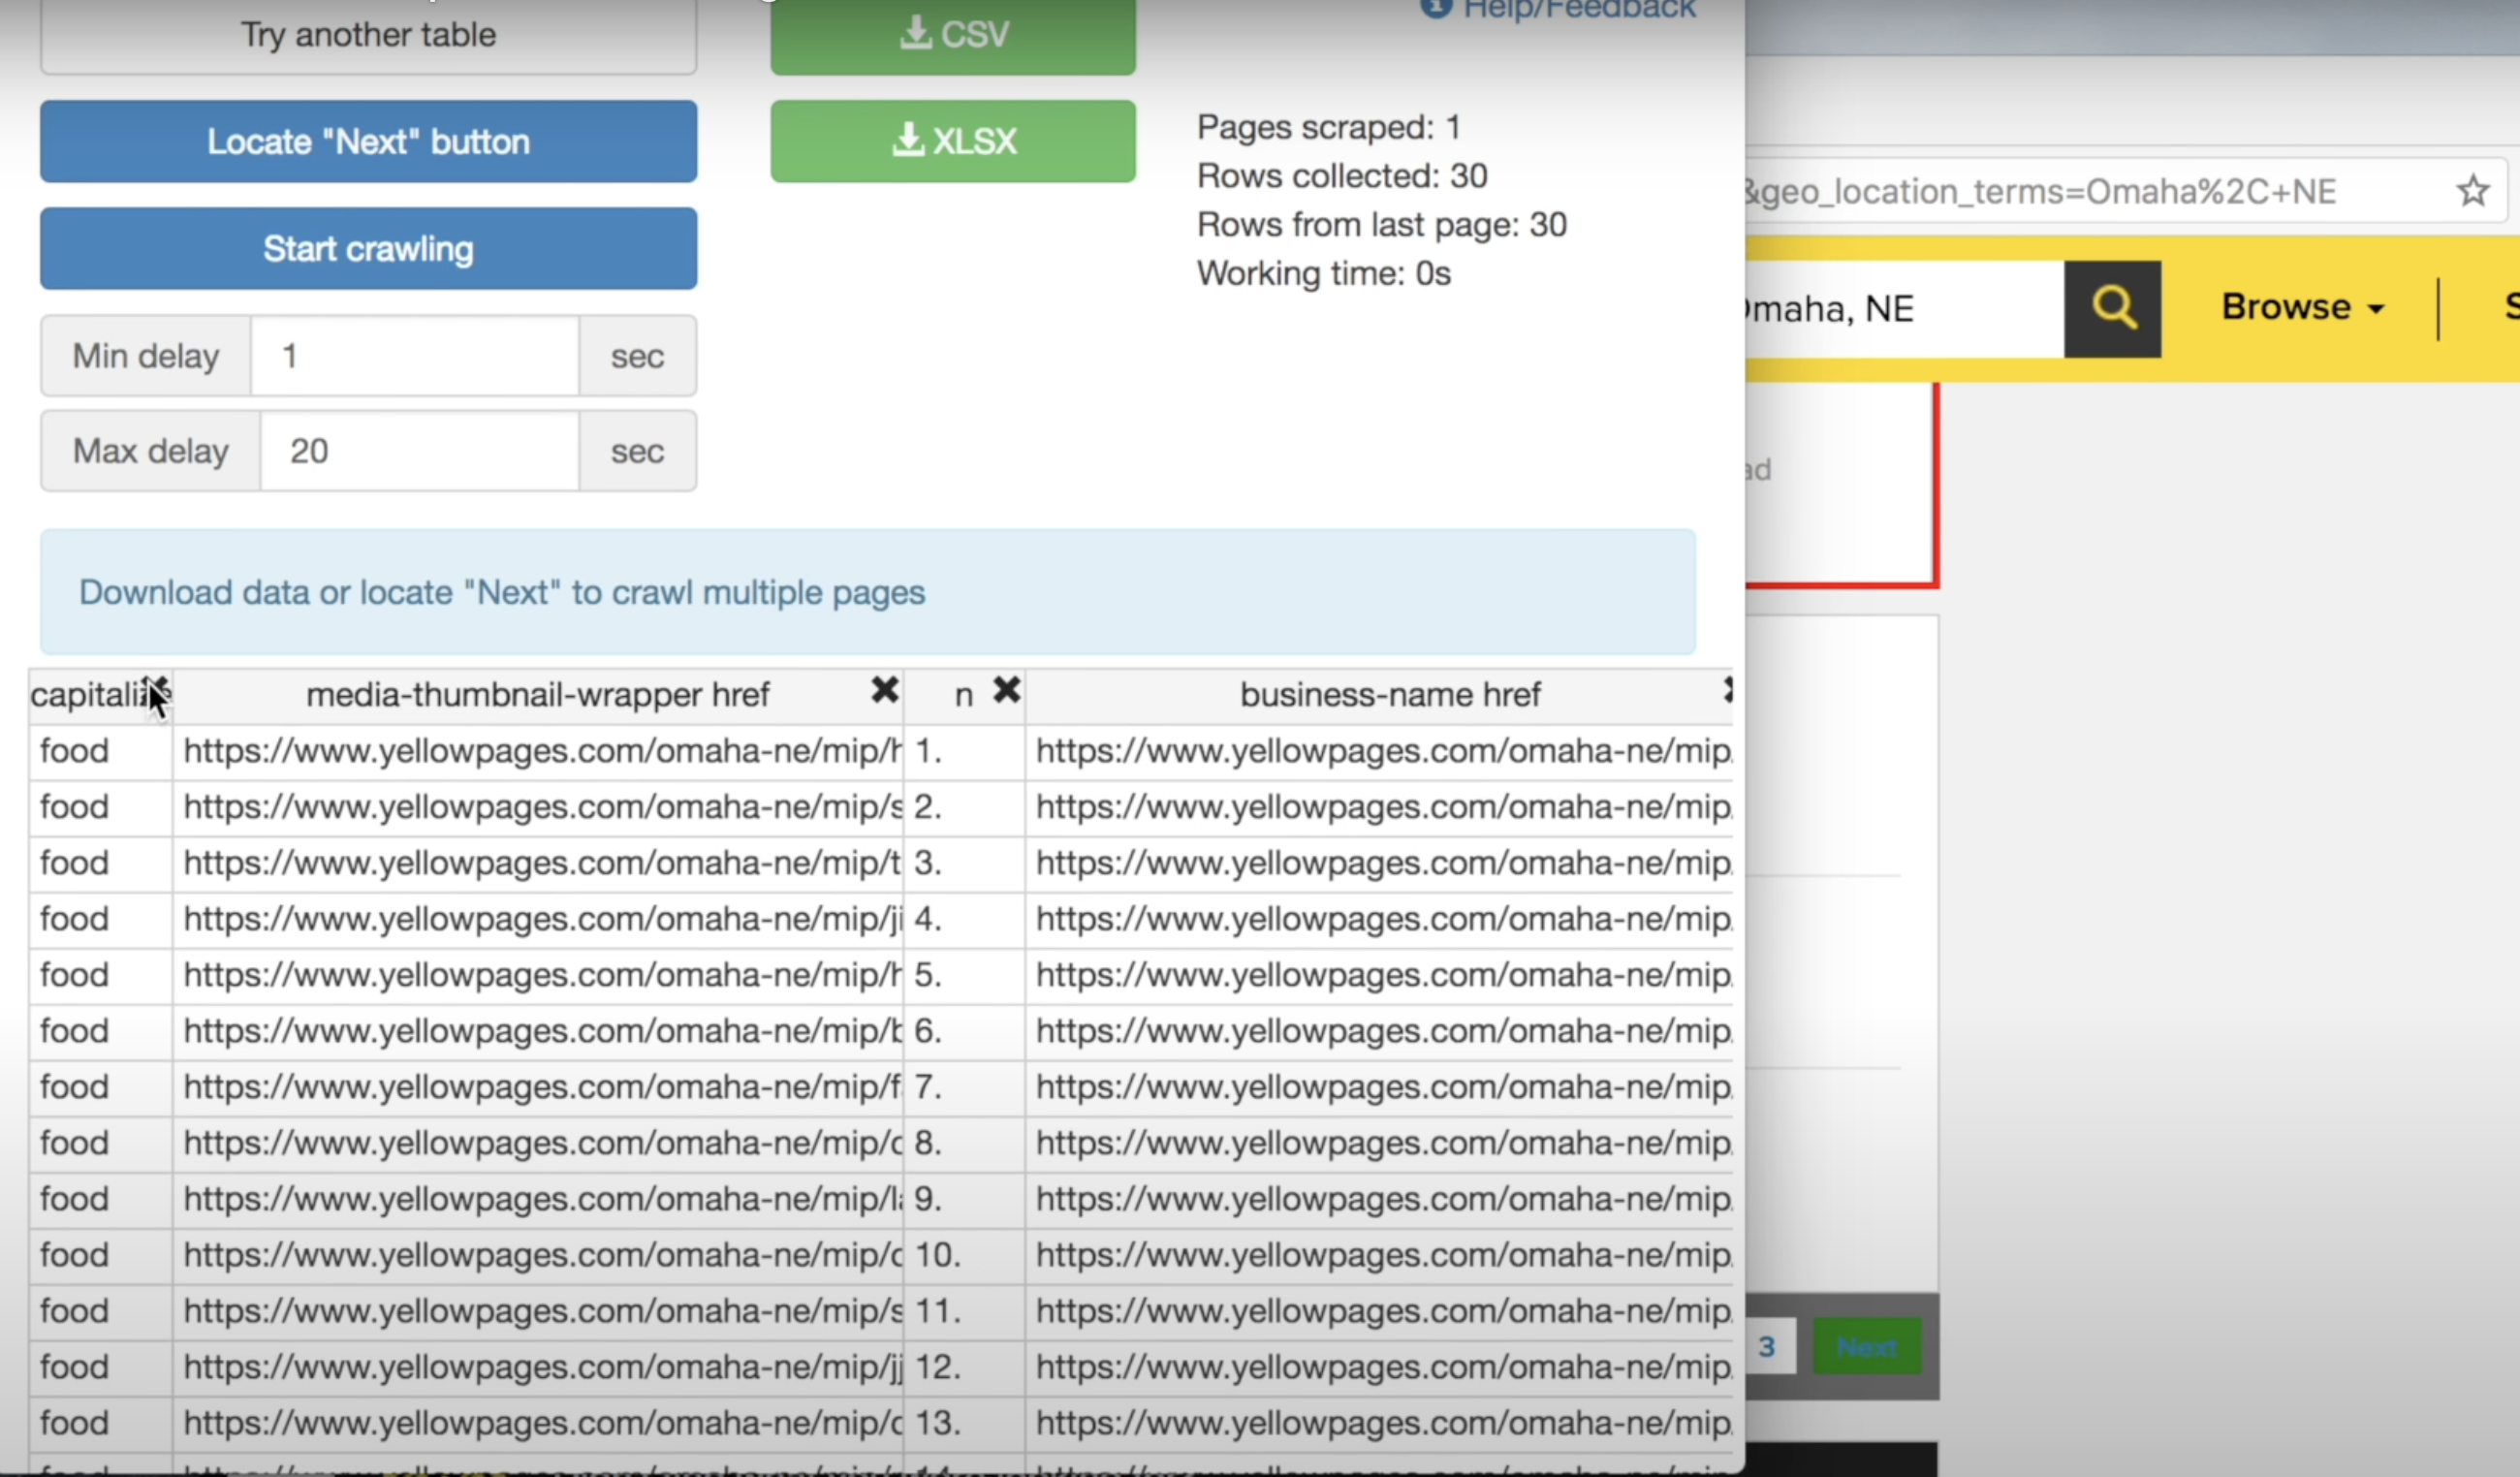 Try another table
CSV
Help/Feedback
Locate "Next" button
XLSX
Pages scraped: 1
Rows collected: 30
Rows from last page: 30
Working time: 0s
Start crawling
Min delay 1 sec
Max delay 20 sec
Download data or locate "Next" to crawl multiple pages
&geo_location_terms=Omaha%2C+NE
Omaha, NE
Browse
ad
3 Next
media-thumbnail-wrapper href n business-name href
food https://www.yellowpages.com/omaha-ne/mip/h 1. https://www.yellowpages.com/omaha-ne/mip/
food https://www.yellowpages.com/omaha-ne/mip/s 2. https://www.yellowpages.com/omaha-ne/mip/
food https://www.yellowpages.com/omaha-ne/mip/t 3. https://www.yellowpages.com/omaha-ne/mip/
food https://www.yellowpages.com/omaha-ne/mip/ji 4. https://www.yellowpages.com/omaha-ne/mip/
food https://www.yellowpages.com/omaha-ne/mip/h 5. https://www.yellowpages.com/omaha-ne/mip/
food https://www.yellowpages.com/omaha-ne/mip/b 6. https://www.yellowpages.com/omaha-ne/mip/
food https://www.yellowpages.com/omaha-ne/mip/f 7. https://www.yellowpages.com/omaha-ne/mip/
food https://www.yellowpages.com/omaha-ne/mip/ 8. https://www.yellowpages.com/omaha-ne/mip/
food https://www.yellowpages.com/omaha-ne/mip/la 9. https://www.yellowpages.com/omaha-ne/mip/
food https://www.yellowpages.com/omaha-ne/mip/ 10. https://www.yellowpages.com/omaha-ne/mip/
food https://www.yellowpages.com/omaha-ne/mip/s 11. https://www.yellowpages.com/omaha-ne/mip/
food https://www.yellowpages.com/omaha-ne/mip/jj 12. https://www.yellowpages.com/omaha-ne/mip/
food https://www.yellowpages.com/omaha-ne/mip/ 13. https://www.yellowpages.com/omaha-ne/mip/